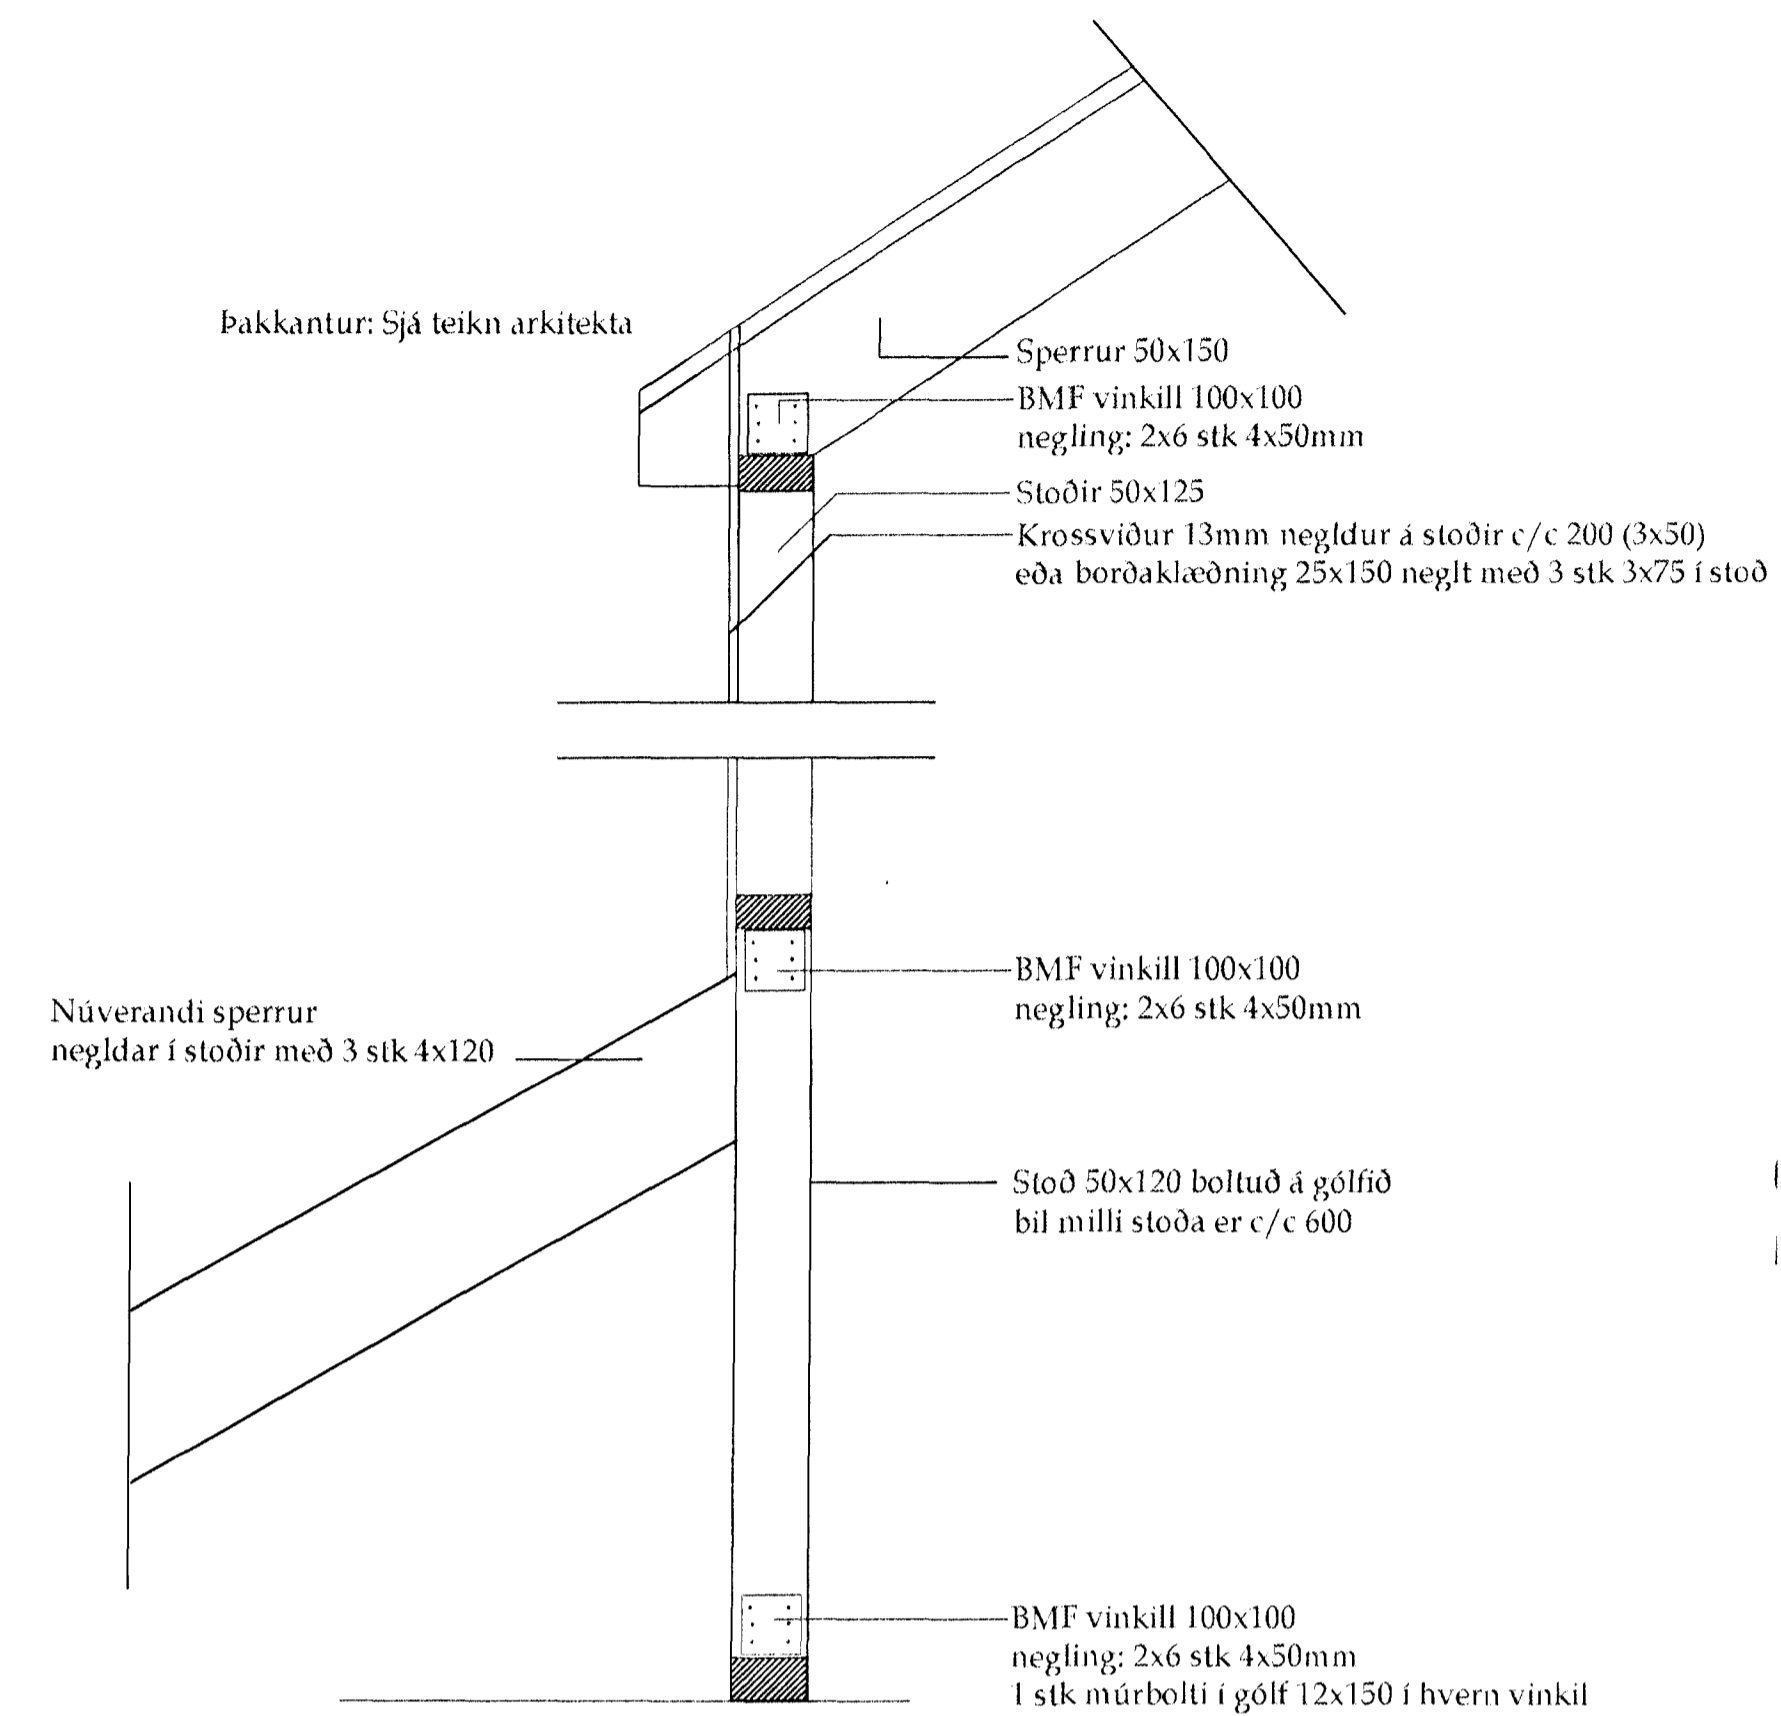 Þakkantur: Sjá teikn arkitekta
Sperrur 50x150
BMF vinkill 100x100
negling: 2x6 stk 4x50mm
Stoðir 50x125
Krossviður 13mm negldur á stoðir c/c 200 (3x50)
eða borðaklæðning 25x150 neglt með 3 stk 3x75 í stoð
BMF vinkill 100x100
negling: 2x6 stk 4x50mm
Núverandi sperrur
negldar í stoðir með 3 stk 4x120
Stoð 50x120 boltuð á gólfið
bil milli stoða er c/c 600
BMF vinkill 100x100
negling: 2x6 stk 4x50mm
1 stk múrbolti í gólf 12x150 í hvern vinkil